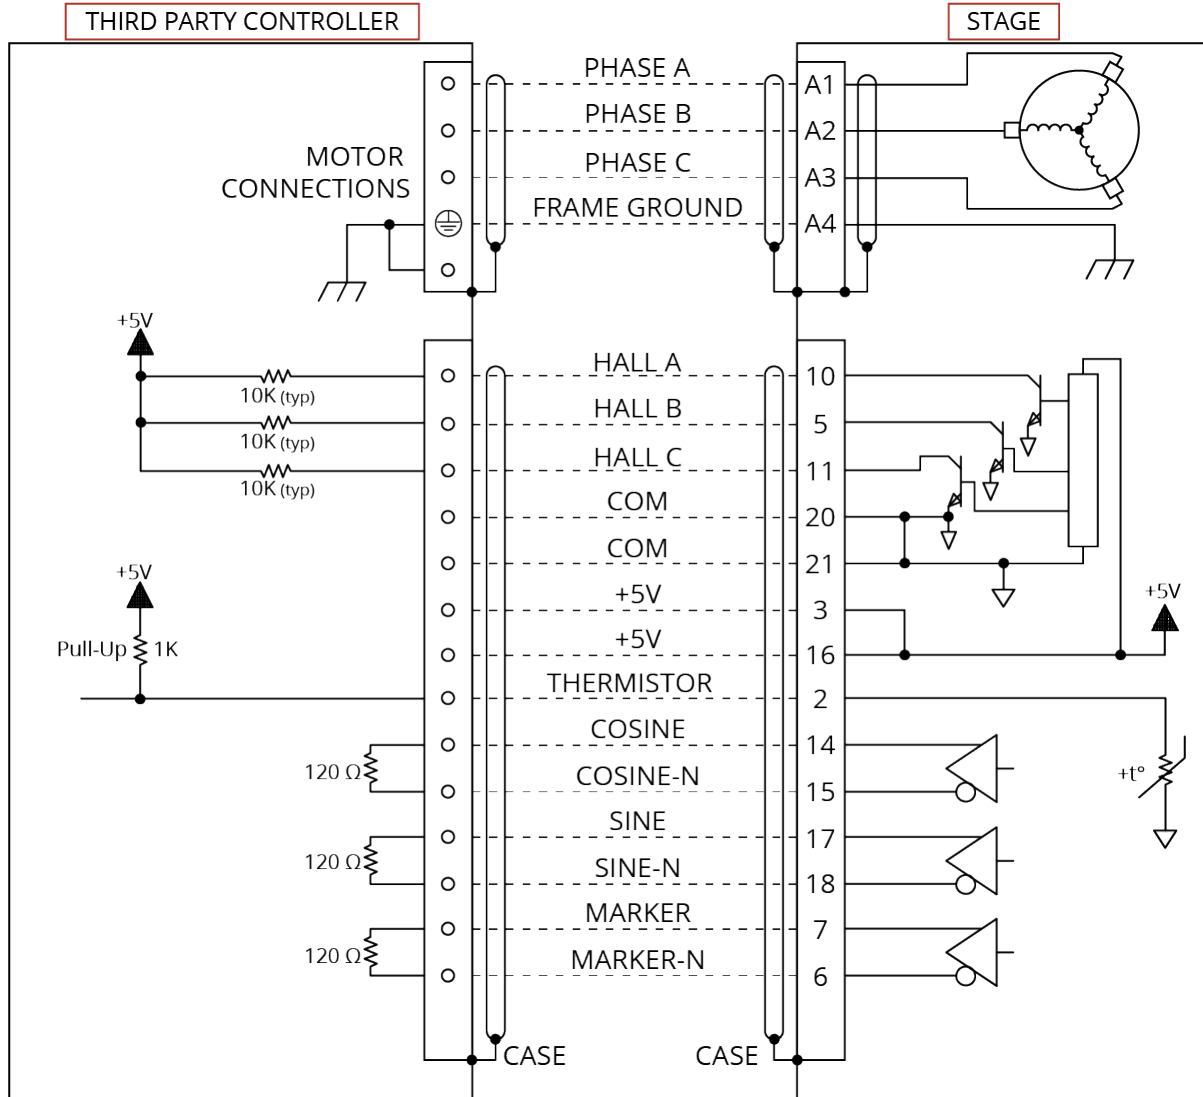 THIRD PARTY CONTROLLER
STAGE
PHASE A
A1
PHASE B
A2
MOTOR
CONNECTIONS
PHASE C
A3
FRAME GROUND
A4
+5V
HALL A
10
10K (typ)
HALL B
5
10K (typ)
HALL C
11
10K (typ)
COM
20
COM
21
+5V
+5V
3
+5V
Pull-Up
1K
+5V
16
THERMISTOR
2
COSINE
14
120 Ω
COSINE-N
15
+t°
SINE
17
120 Ω
SINE-N
18
MARKER
7
120 Ω
MARKER-N
6
CASE
CASE